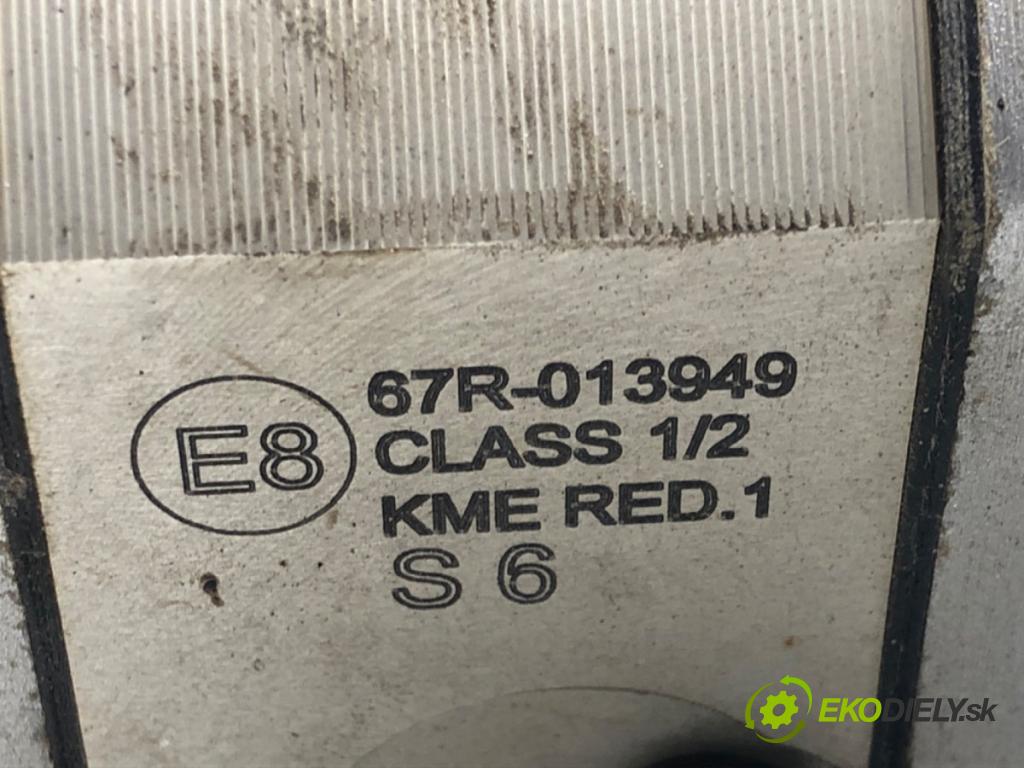 E8
67R-013949
CLASS 1/2
KME RED.1
S 6
EKODIELY.sk